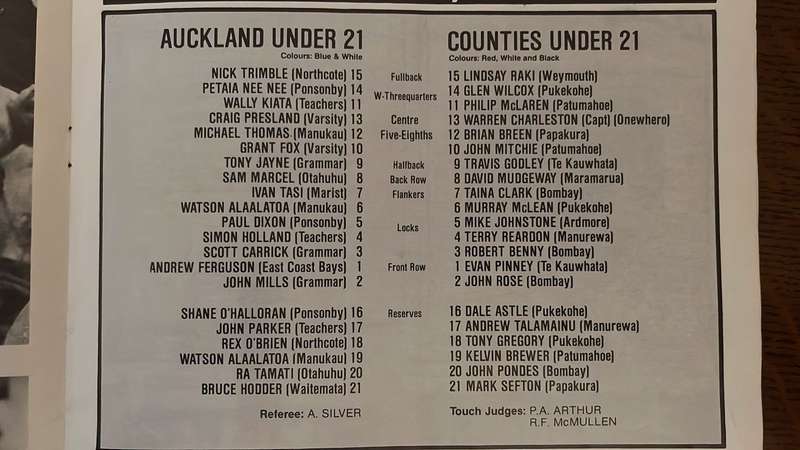 AUCKLAND UNDER 21 COUNTIES UNDER 21
Colours: Blue & White Colours: Red, White and Black
NICK TRIMBLE (Northcote) 15 Fullback 15 LINDSAY RAKI (Weymouth)
PETAIA NEE NEE (Ponsonby) 14 W-Threequarters 14 GLEN WILCOX (Pukekohe)
WALLY KIATA (Teachers) 11 11 PHILIP McLAREN (Patumahoe)
CRAIG PRESLAND (Varsity) 13 Centre 13 WARREN CHARLESTON (Capt) (Onewhero)
MICHAEL THOMAS (Manukau) 12 Five-Eighths 12 BRIAN BREEN (Papakura)
GRANT FOX (Varsity) 10 10 JOHN MITCHIE (Patumahoe)
TONY JAYNE (Grammar) 9 Halfback 9 TRAVIS GODLEY (Te Kauwhata)
SAM MARCEL (Otahuhu) 8 Back Row 8 DAVID MUDGEWAY (Maramarua)
IVAN TASI (Marist) 7 Flankers 7 TAINA CLARK (Bombay)
WATSON ALAALATOA (Manukau) 6 6 MURRAY McLEAN (Pukekohe)
PAUL DIXON (Ponsonby) 5 Locks 5 MIKE JOHNSTONE (Ardmore)
SIMON HOLLAND (Teachers) 4 4 TERRY REARDON (Manurewa)
SCOTT CARRICK (Grammar) 3 3 ROBERT BENNY (Bombay)
ANDREW FERGUSON (East Coast Bays) 1 Front Row 1 EVAN PINNEY (Te Kauwhata)
JOHN MILLS (Grammar) 2 2 JOHN ROSE (Bombay)
SHANE O'HALLORAN (Ponsonby) 16 Reserves 16 DALE ASTLE (Pukekohe)
JOHN PARKER (Teachers) 17 17 ANDREW TALAMAINU (Manurewa)
REX O'BRIEN (Northcote) 18 18 TONY GREGORY (Pukekohe)
WATSON ALAALATOA (Manukau) 19 19 KELVIN BREWER (Patumahoe)
RA TAMATI (Otahuhu) 20 20 JOHN PONDES (Bombay)
BRUCE HODDER (Waitemata) 21 21 MARK SEFTON (Papakura)
Referee: A. SILVER Touch Judges: P.A. ARTHUR
R.F. McMULLEN